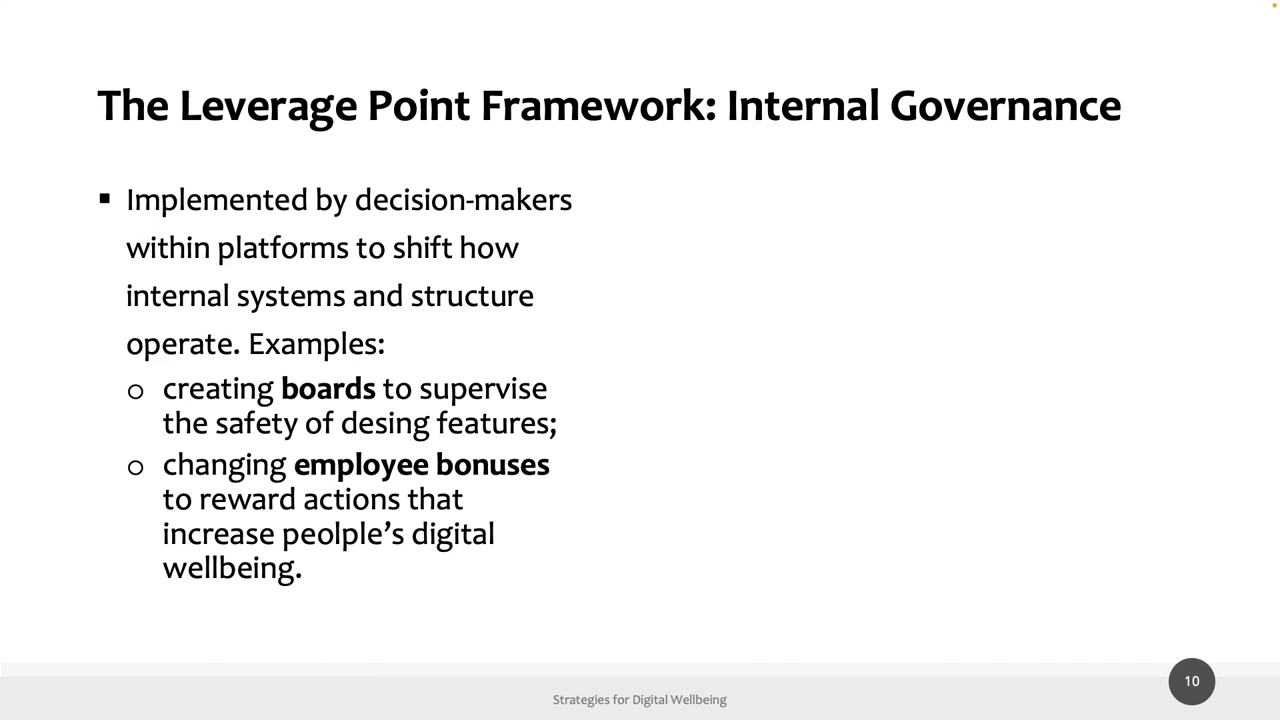 The Leverage Point Framework: Internal Governance
▪ Implemented by decision-makers
within platforms to shift how
internal systems and structure
operate. Examples:
o creating boards to supervise
the safety of desing features;
o changing employee bonuses
to reward actions that
increase peolple’s digital
wellbeing.
Strategies for Digital Wellbeing
10